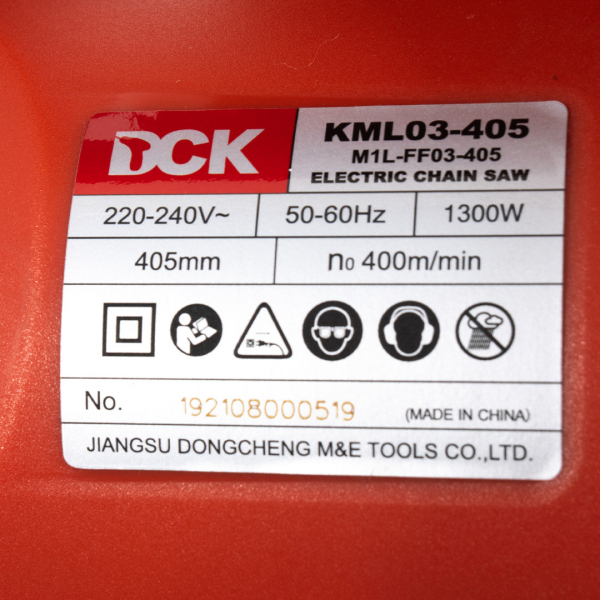 DCK
KML03-405
M1L-FF03-405
ELECTRIC CHAIN SAW
220-240V~ 50-60Hz 1300W
405mm n₀ 400m/min
No. 192108000519 (MADE IN CHINA)
JIANGSU DONGCHENG M&E TOOLS CO.,LTD.